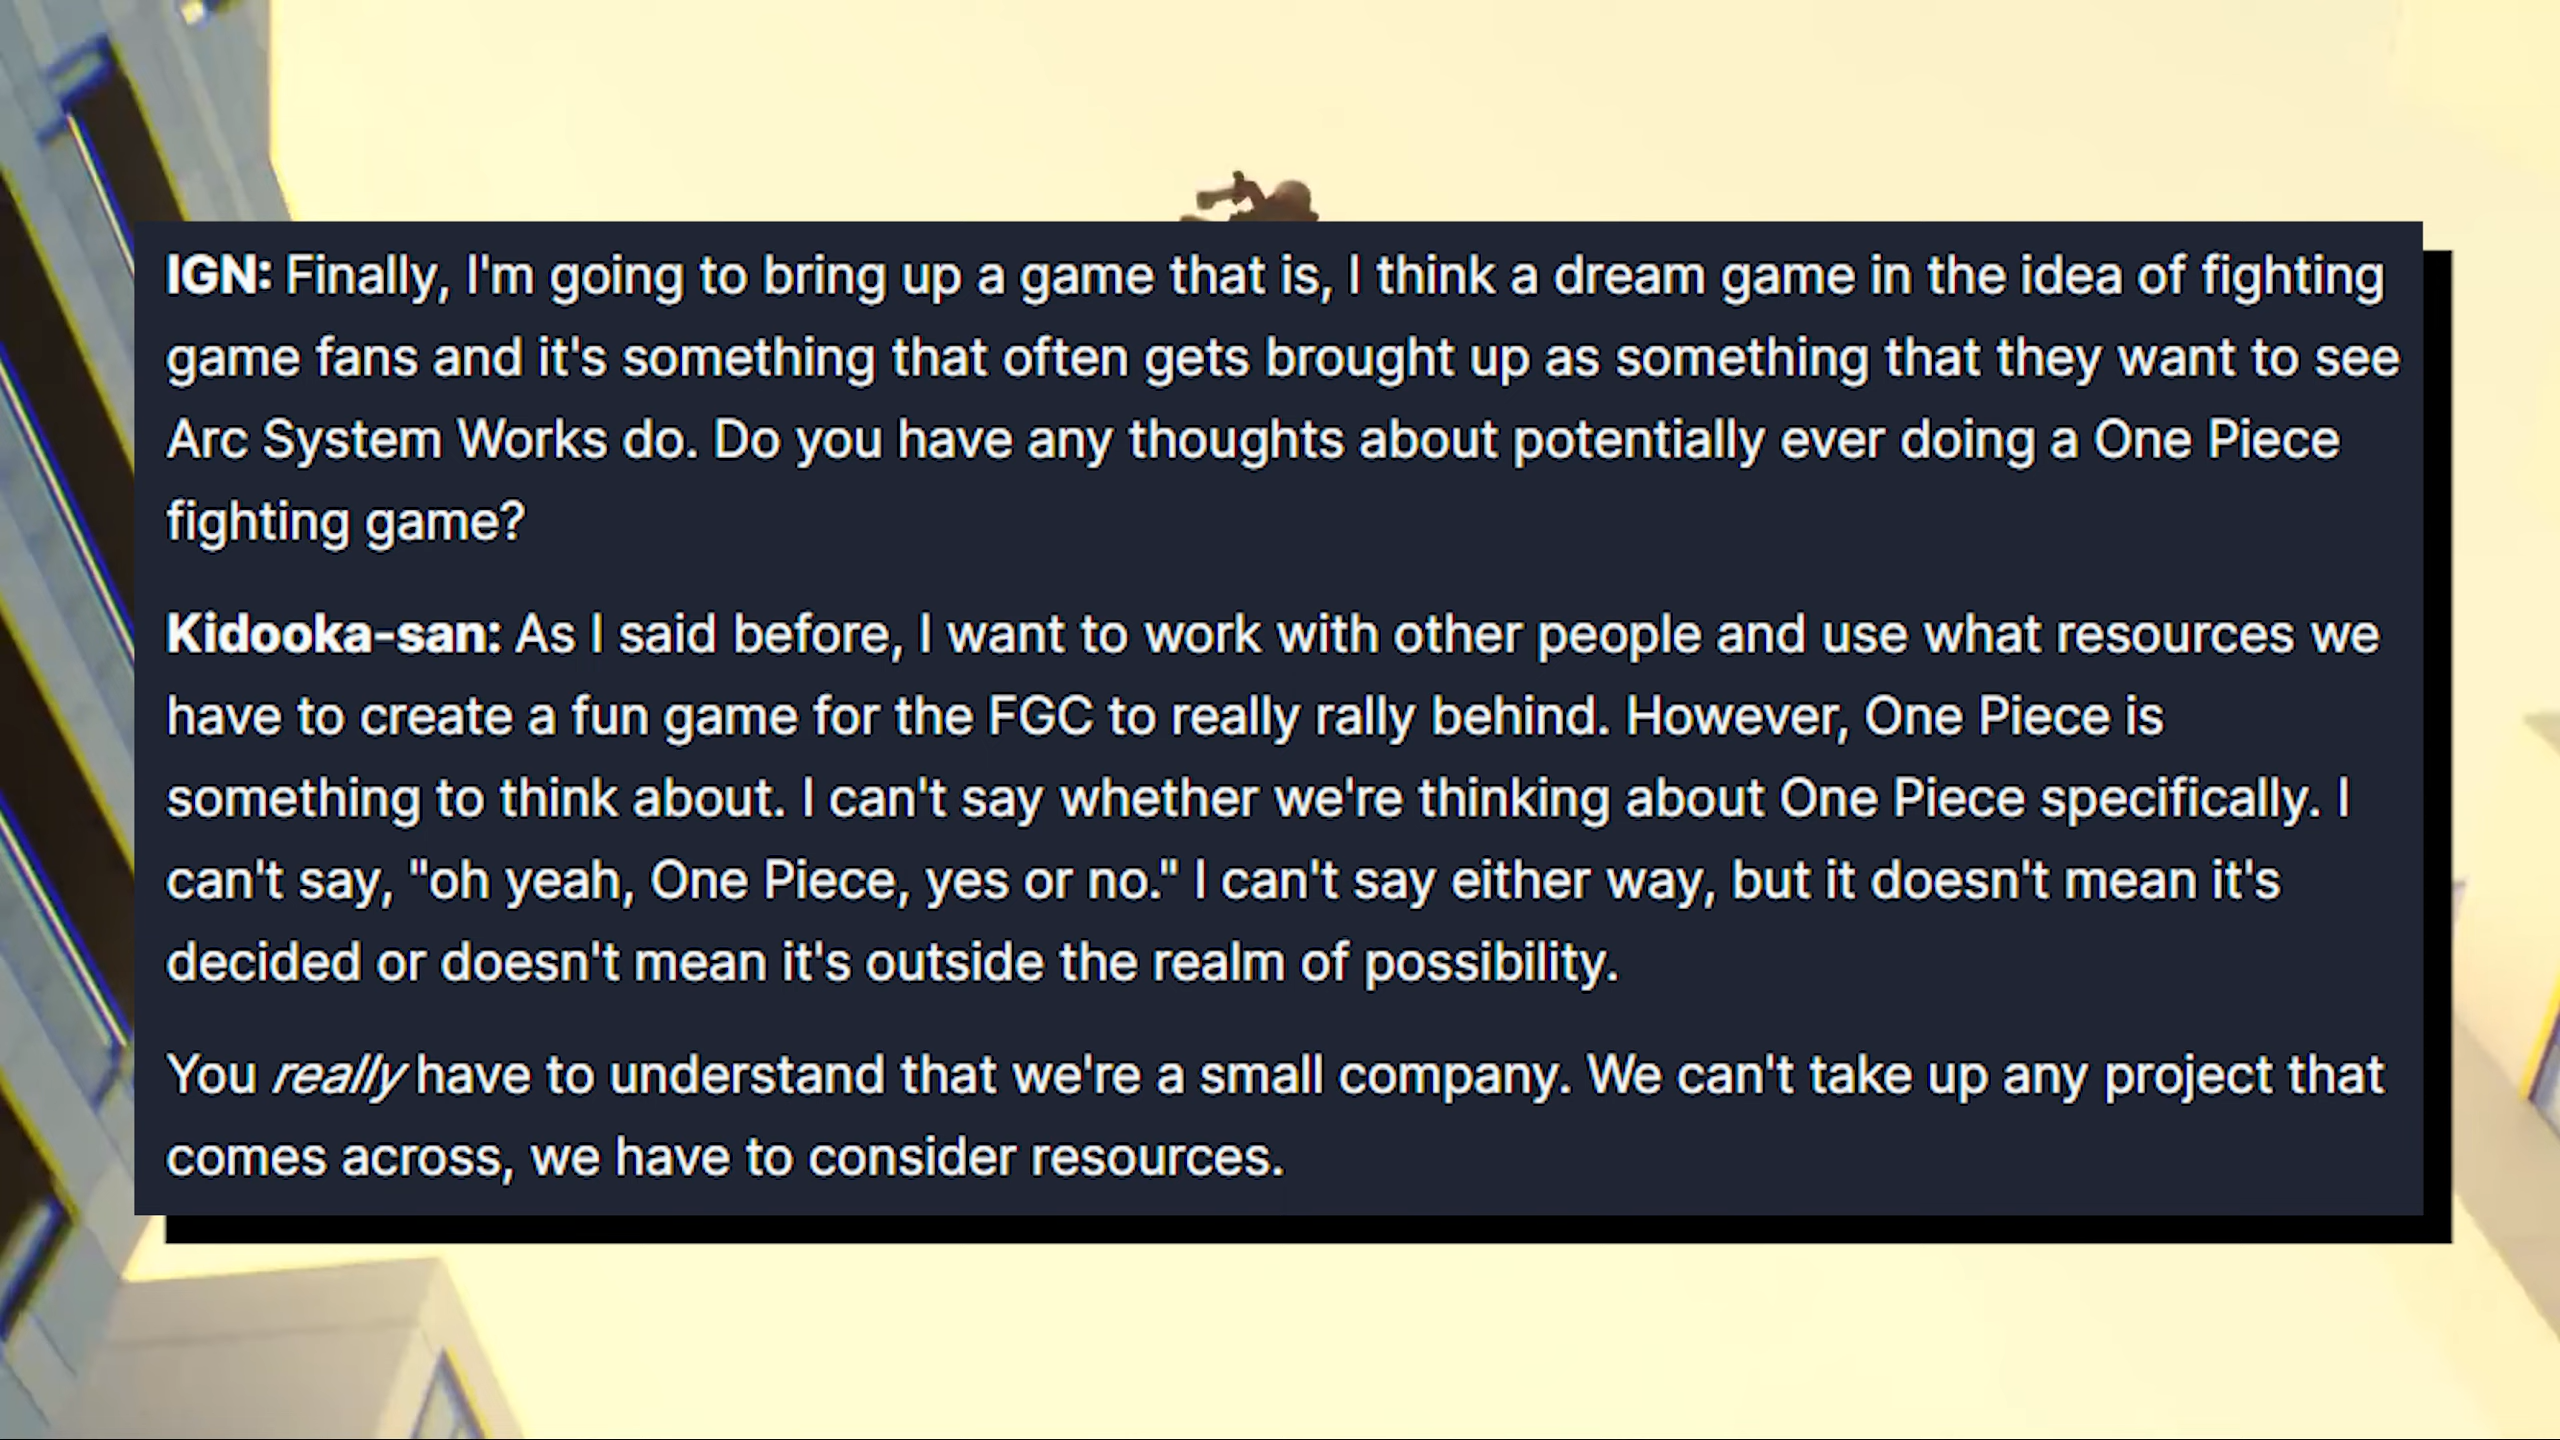 IGN: Finally, I'm going to bring up a game that is, I think a dream game in the idea of fighting
game fans and it's something that often gets brought up as something that they want to see
Arc System Works do. Do you have any thoughts about potentially ever doing a One Piece
fighting game?
Kidooka-san: As I said before, I want to work with other people and use what resources we
have to create a fun game for the FGC to really rally behind. However, One Piece is
something to think about. I can't say whether we're thinking about One Piece specifically. I
can't say, "oh yeah, One Piece, yes or no." I can't say either way, but it doesn't mean it's
decided or doesn't mean it's outside the realm of possibility.
You really have to understand that we're a small company. We can't take up any project that
comes across, we have to consider resources.